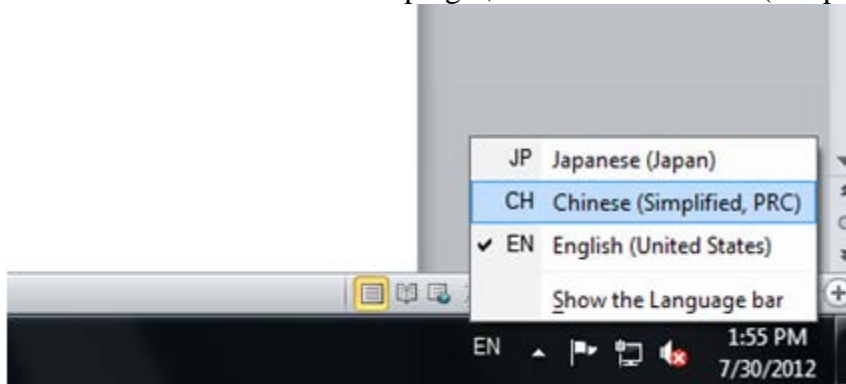 JP Japanese (Japan)
CH Chinese (Simplified, PRC)
✔ EN English (United States)
Show the Language bar
EN
1:55 PM
7/30/2012